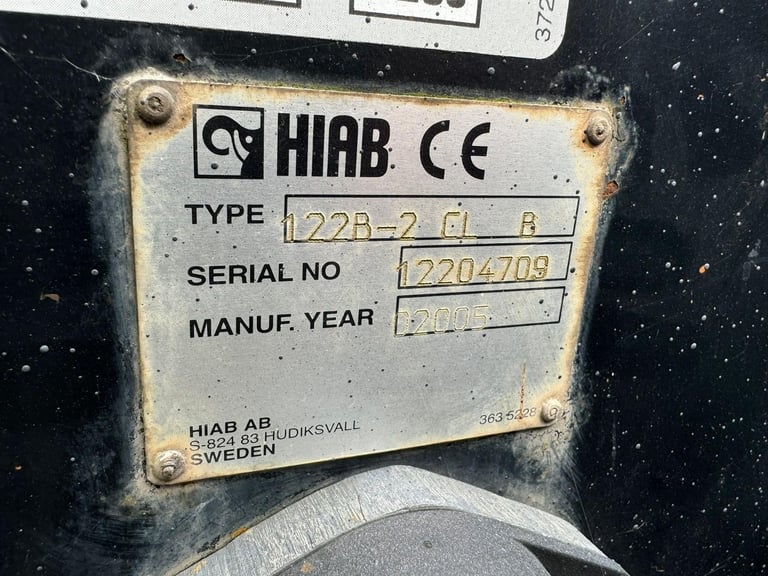 372
HIAB CE
TYPE 122B-2 CL B
SERIAL NO 12204709
MANUF. YEAR 02005
HIAB AB
S-824 83 HUDIKSVALL
SWEDEN
363 5228